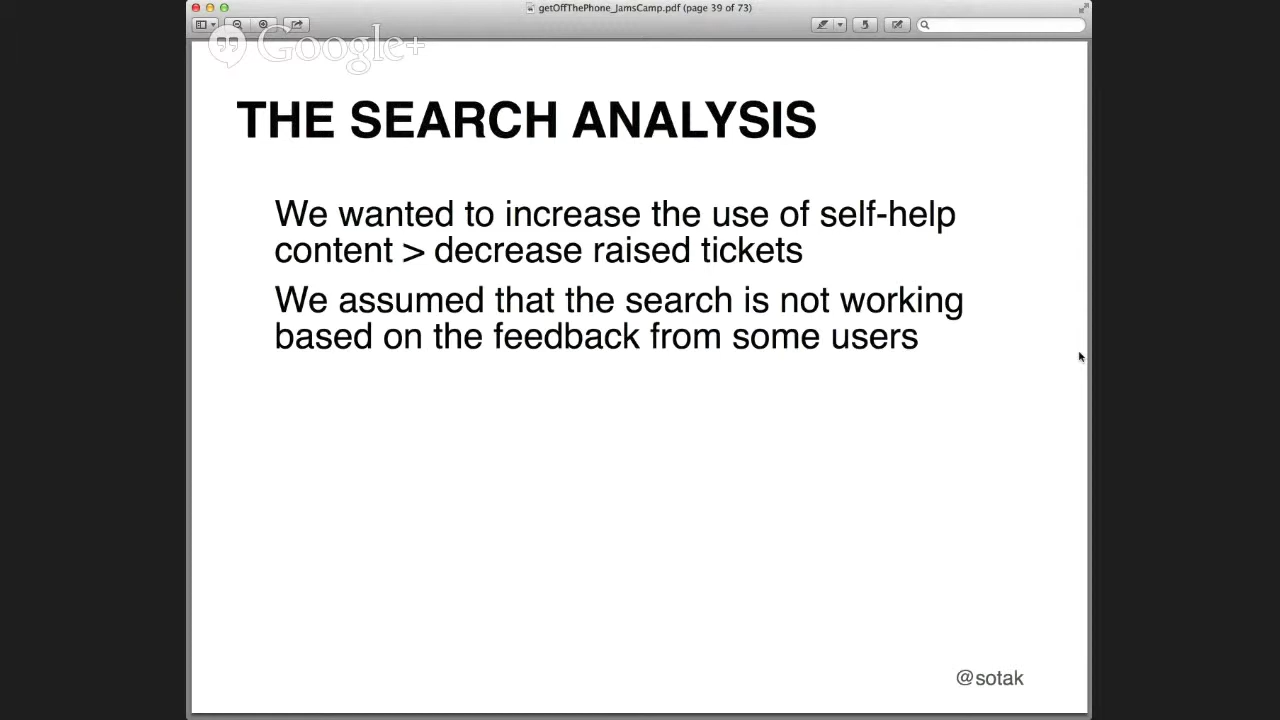 getOffThePhone_JamsCamp.pdf (page 39 of 73)
Google+
THE SEARCH ANALYSIS
We wanted to increase the use of self-help
content > decrease raised tickets
We assumed that the search is not working
based on the feedback from some users
@sotak